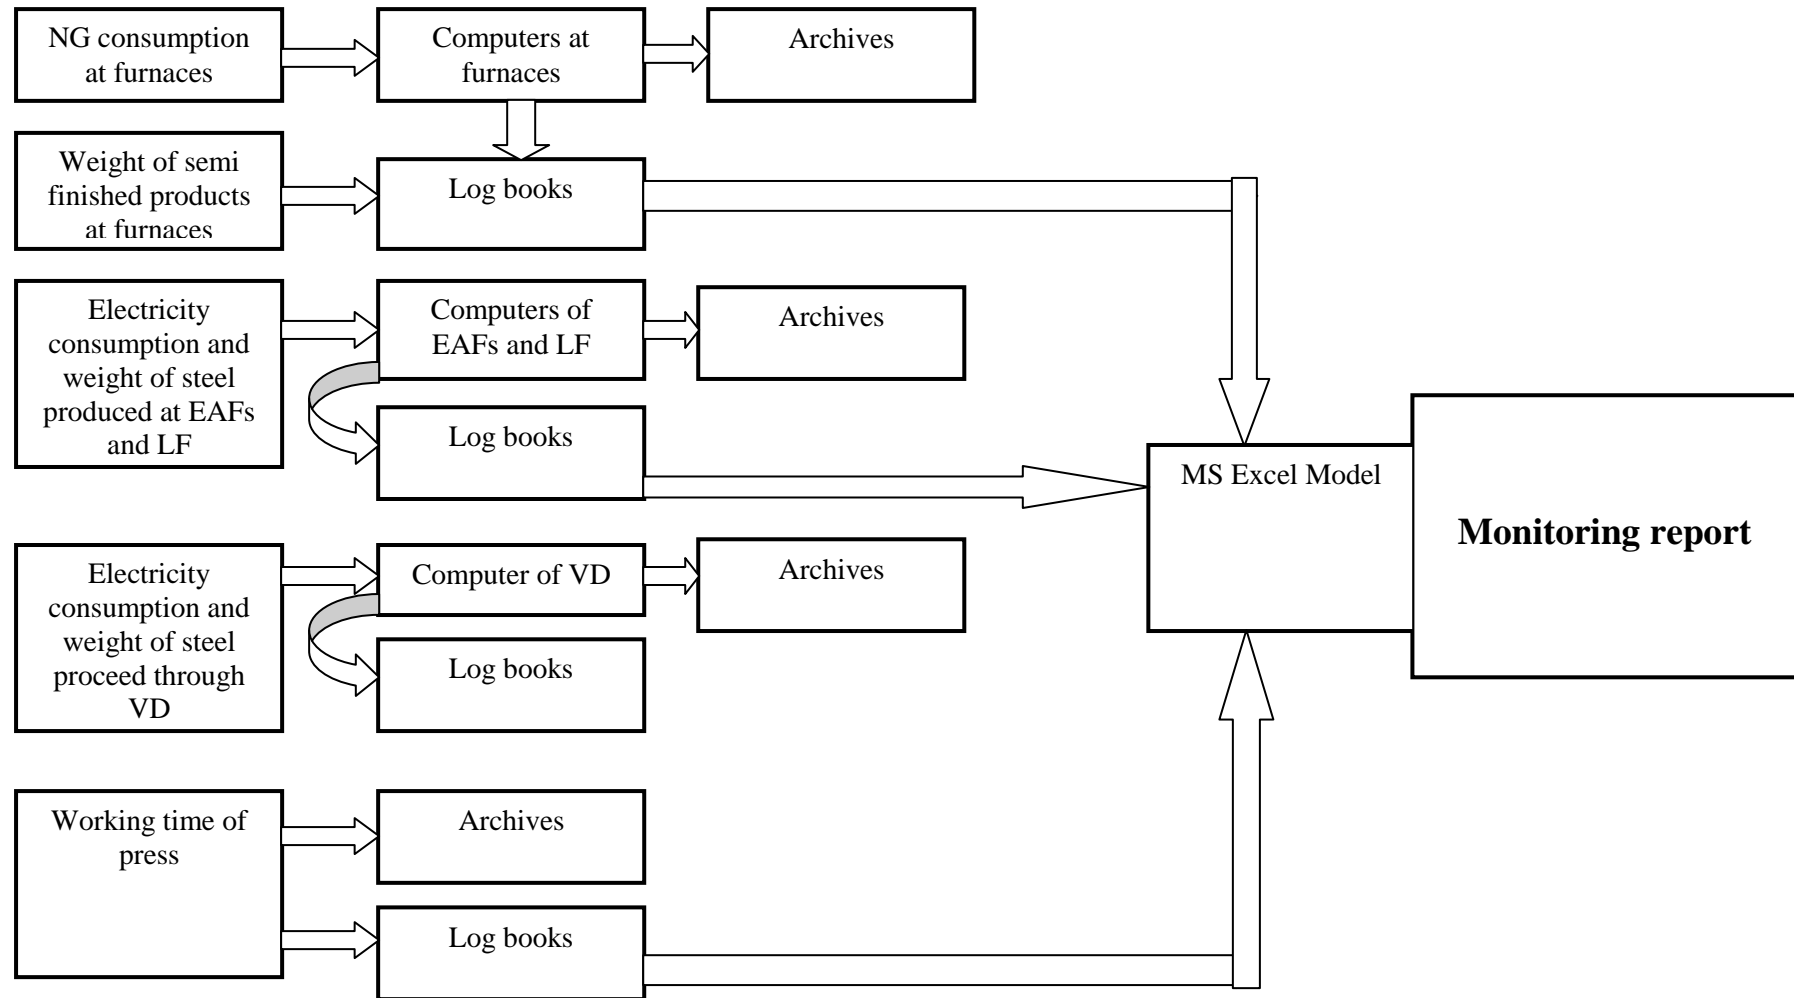 NG consumption
at furnaces
Computers at
furnaces
Archives
Weight of semi
finished products
at furnaces
Log books
Electricity
consumption and
weight of steel
produced at EAFs
and LF
Computers of
EAFs and LF
Archives
Log books
MS Excel Model
Monitoring report
Electricity
consumption and
weight of steel
proceed through
VD
Computer of VD
Archives
Log books
Working time of
press
Archives
Log books